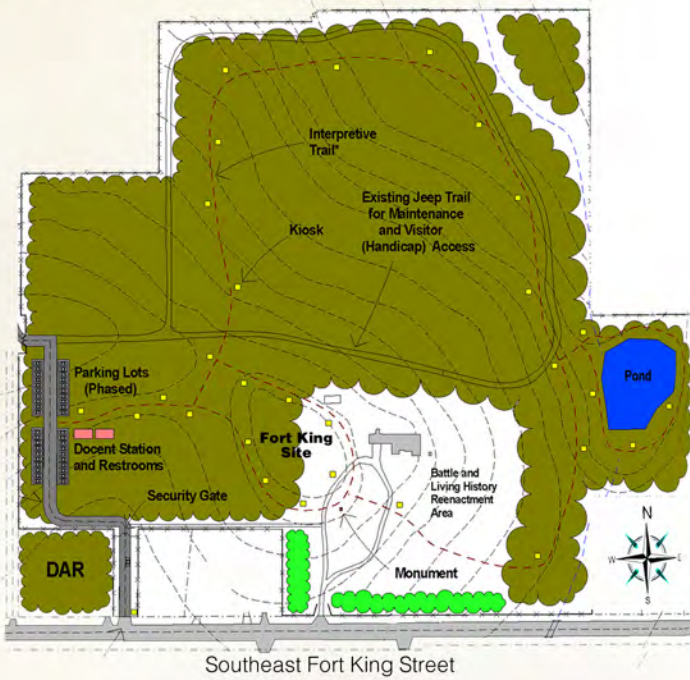 Interpretive
Trail*
Existing Jeep Trail
for Maintenance
and Visitor
(Handicap) Access
Kiosk
Parking Lots
(Phased)
Pond
Fort King
Site
Docent Station
and Restrooms
Battle and
Living History
Reenactment
Area
Security Gate
N
W
E
S
DAR
Monument
Southeast Fort King Street